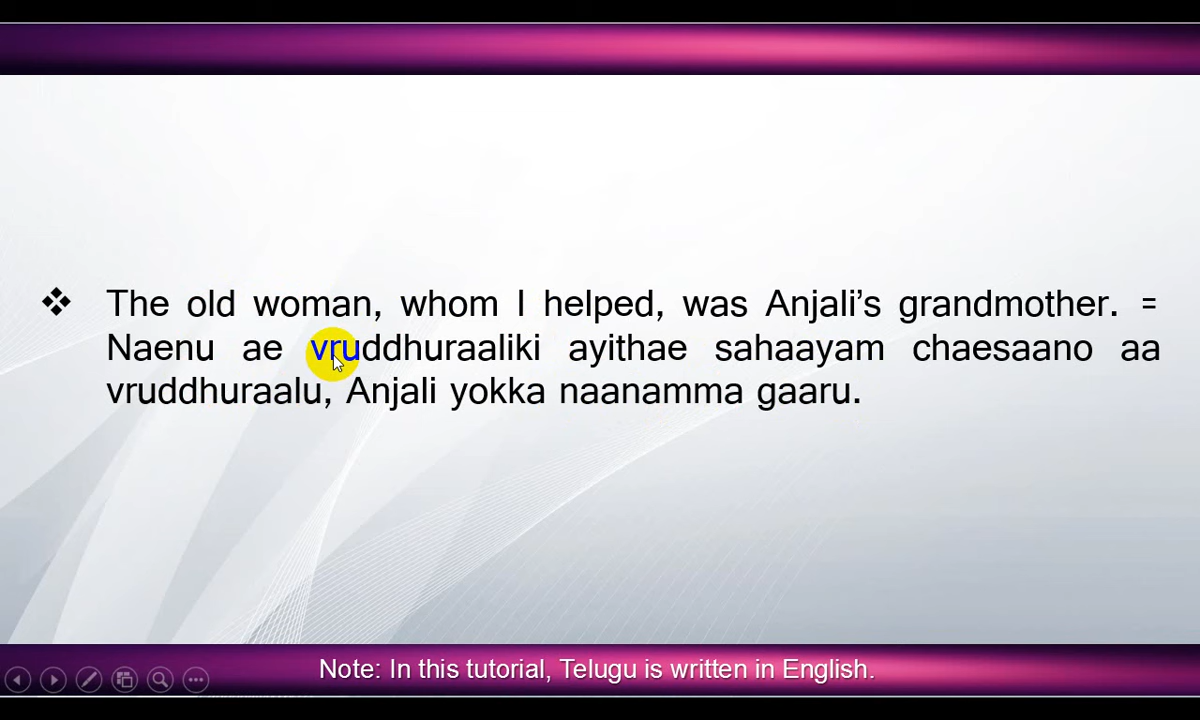 ❖ The old woman, whom I helped, was Anjali’s grandmother. =
Naenu ae vruddhuraaliki ayithae sahaayam chaesaano aa
vruddhuraalu, Anjali yokka naanamma gaaru.
Note: In this tutorial, Telugu is written in English.